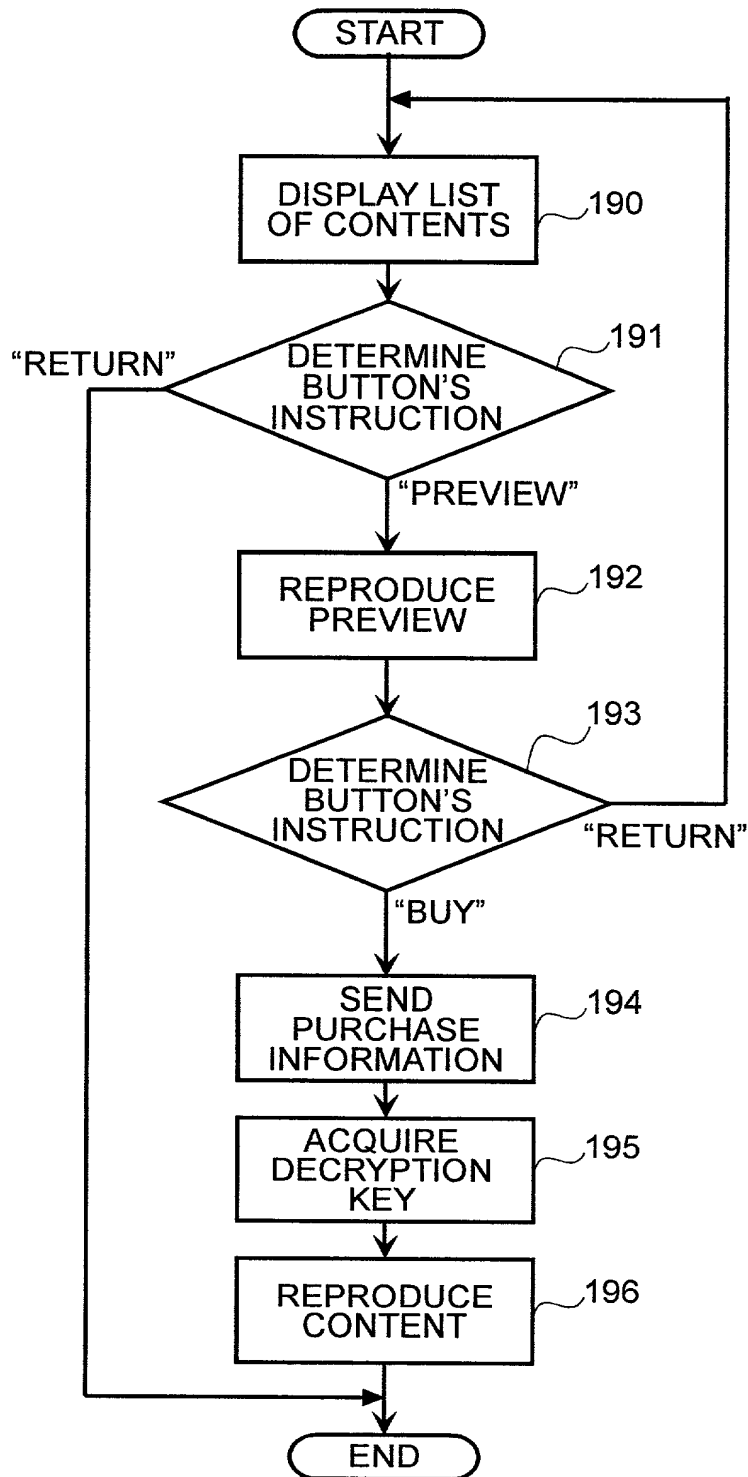 START
DISPLAY LIST
OF CONTENTS
190
191
"RETURN"
DETERMINE
BUTTON'S
INSTRUCTION
"PREVIEW"
REPRODUCE
PREVIEW
192
193
DETERMINE
BUTTON'S
INSTRUCTION
"RETURN"
"BUY"
SEND
PURCHASE
INFORMATION
194
ACQUIRE
DECRYPTION
KEY
195
REPRODUCE
CONTENT
196
END